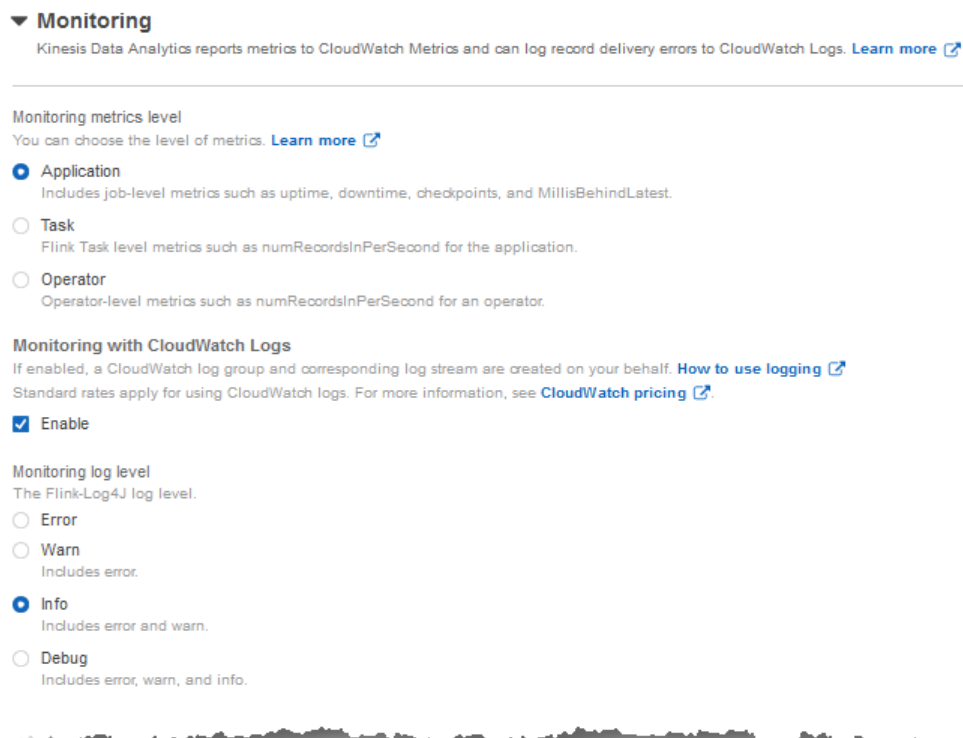 Monitoring
Kinesis Data Analytics reports metrics to CloudWatch Metrics and can log record delivery errors to CloudWatch Logs. Learn more
Monitoring metrics level
You can choose the level of metrics. Learn more
Application
Includes job-level metrics such as uptime, downtime, checkpoints, and MillisBehindLatest.
Task
Flink Task level metrics such as numRecordsInPerSecond for the application.
Operator
Operator-level metrics such as numRecordsInPerSecond for an operator.
Monitoring with CloudWatch Logs
If enabled, a CloudWatch log group and corresponding log stream are created on your behalf. How to use logging
Standard rates apply for using CloudWatch logs. For more information, see CloudWatch pricing.
Enable
Monitoring log level
The Flink-Log4J log level.
Error
Warn
Includes error.
Info
Includes error and warn.
Debug
Includes error, warn, and info.